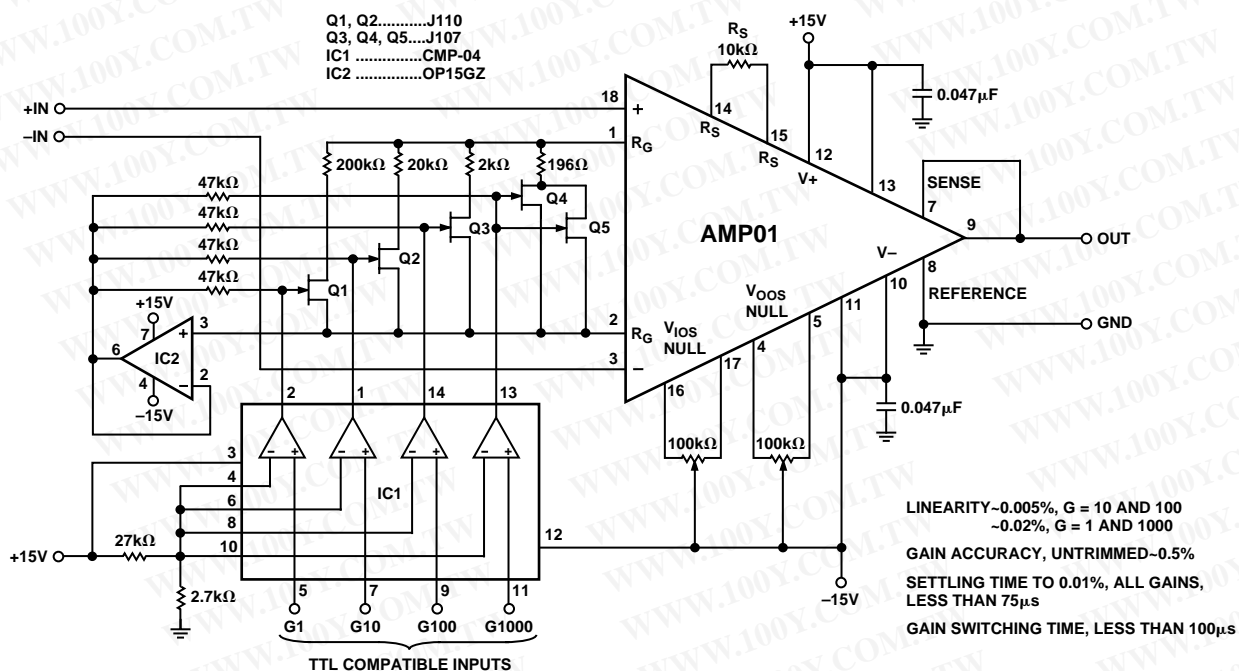 Q1, Q2...........J110
Q3, Q4, Q5....J107
IC1 ...............CMP-04
IC2 ..............OP15GZ
+IN
–IN
18
+
1
RG
200kΩ
20kΩ
2kΩ
196Ω
47kΩ
47kΩ
47kΩ
47kΩ
Q4
Q3
Q5
Q2
Q1
+15V
7
3
+
6
IC2
2
–
4
–15V
2
RG
3
–
RS
10kΩ
14
RS
15
RS
+15V
0.047μF
12
V+
13
SENSE
7
9
OUT
AMP01
V–
10
8
REFERENCE
GND
11
VOOS
NULL
5
VIOS
NULL
4
17
16
100kΩ
100kΩ
0.047μF
2
1
14
13
– +
– +
– +
– +
3
4
6
8
10
IC1
12
+15V
27kΩ
2.7kΩ
5
7
9
11
G1
G10
G100
G1000
TTL COMPATIBLE INPUTS
–15V
LINEARITY~0.005%, G = 10 AND 100
~0.02%, G = 1 AND 1000
GAIN ACCURACY, UNTRIMMED~0.5%
SETTLING TIME TO 0.01%, ALL GAINS,
LESS THAN 75μs
GAIN SWITCHING TIME, LESS THAN 100μs
WWW.100Y.COM.TW